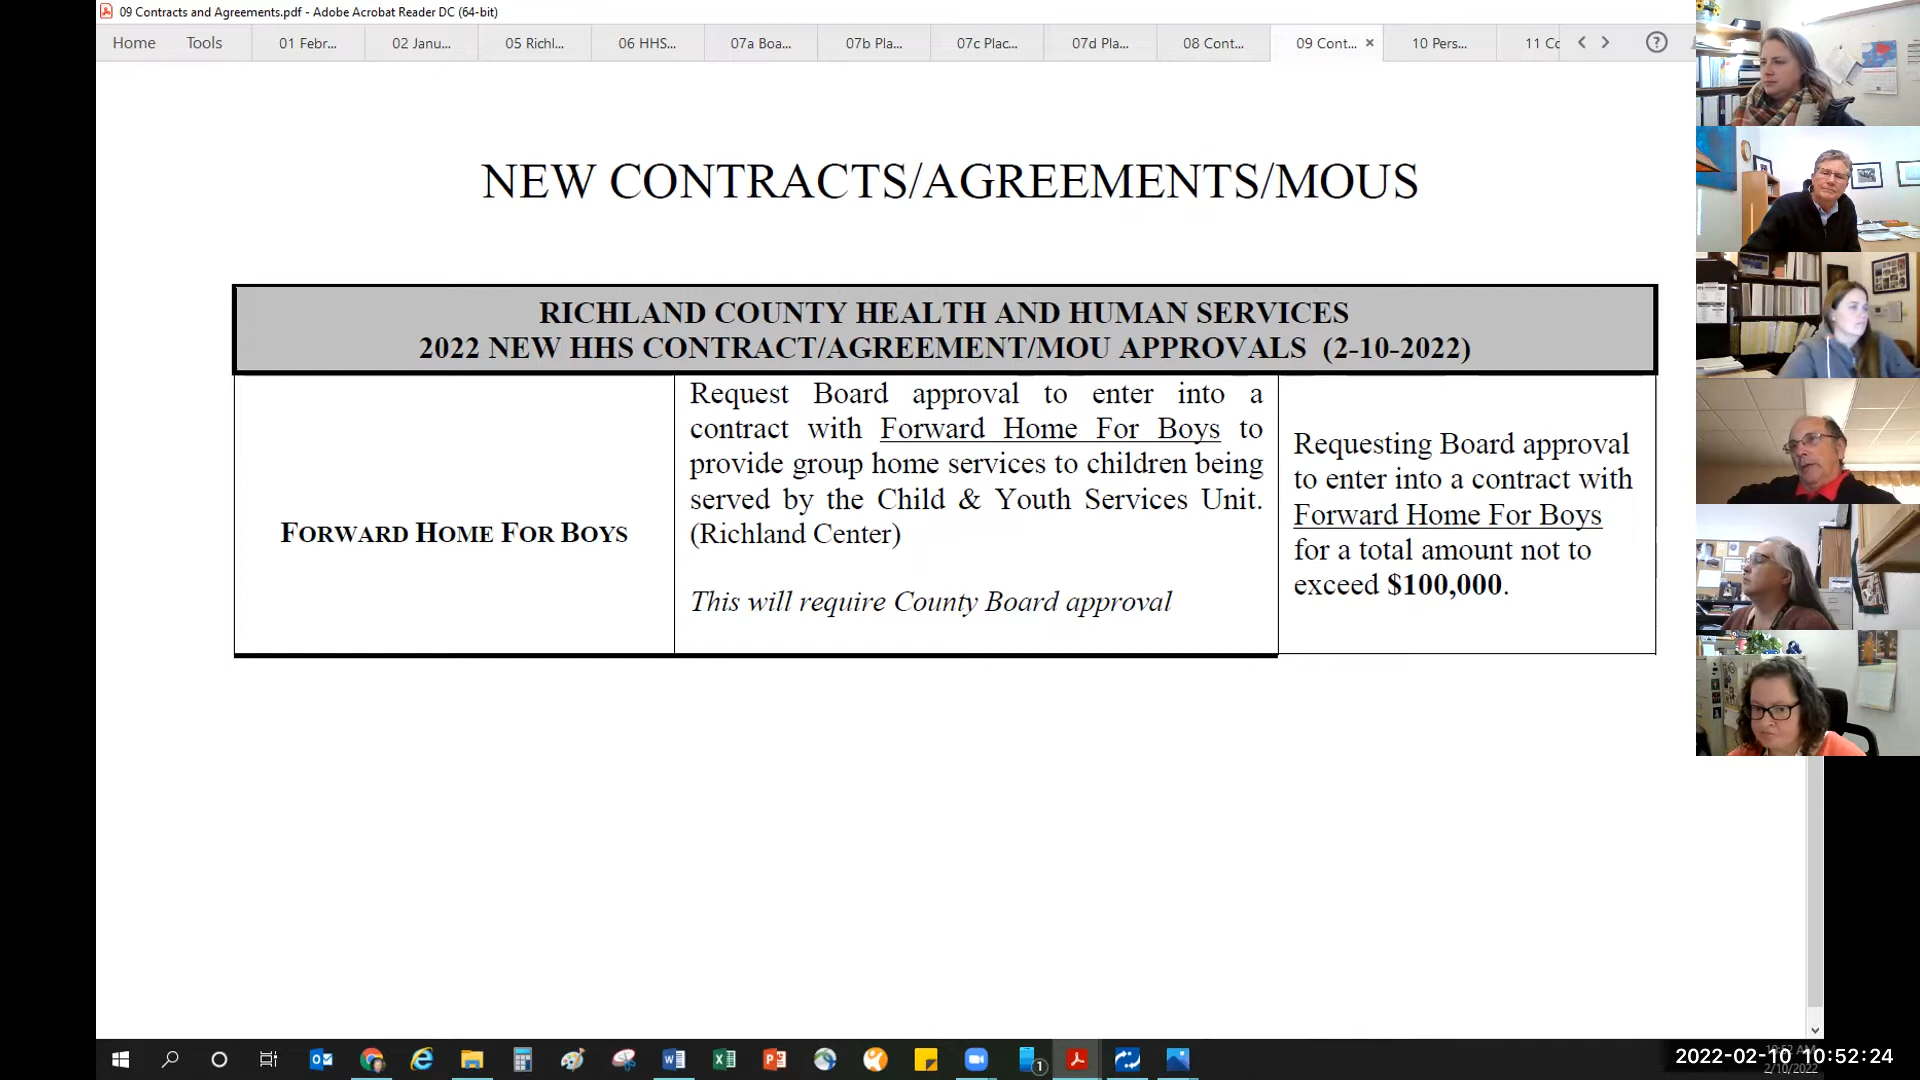 09 Contracts and Agreements.pdf - Adobe Acrobat Reader DC (64-bit)
Home Tools 01 Febr... 02 Janu... 05 Richl... 06 HHS... 07a Boa... 07b Pla... 07c Plac... 07d Pla... 08 Cont... 09 Cont... 10 Pers... 11 Cc
NEW CONTRACTS/AGREEMENTS/MOUS
RICHLAND COUNTY HEALTH AND HUMAN SERVICES
2022 NEW HHS CONTRACT/AGREEMENT/MOU APPROVALS (2-10-2022)
FORWARD HOME FOR BOYS
Request Board approval to enter into a
contract with Forward Home For Boys to
provide group home services to children being
served by the Child & Youth Services Unit.
(Richland Center)
This will require County Board approval
Requesting Board approval
to enter into a contract with
Forward Home For Boys
for a total amount not to
exceed $100,000.
2022-02-10 10:52:24
2/10/2022